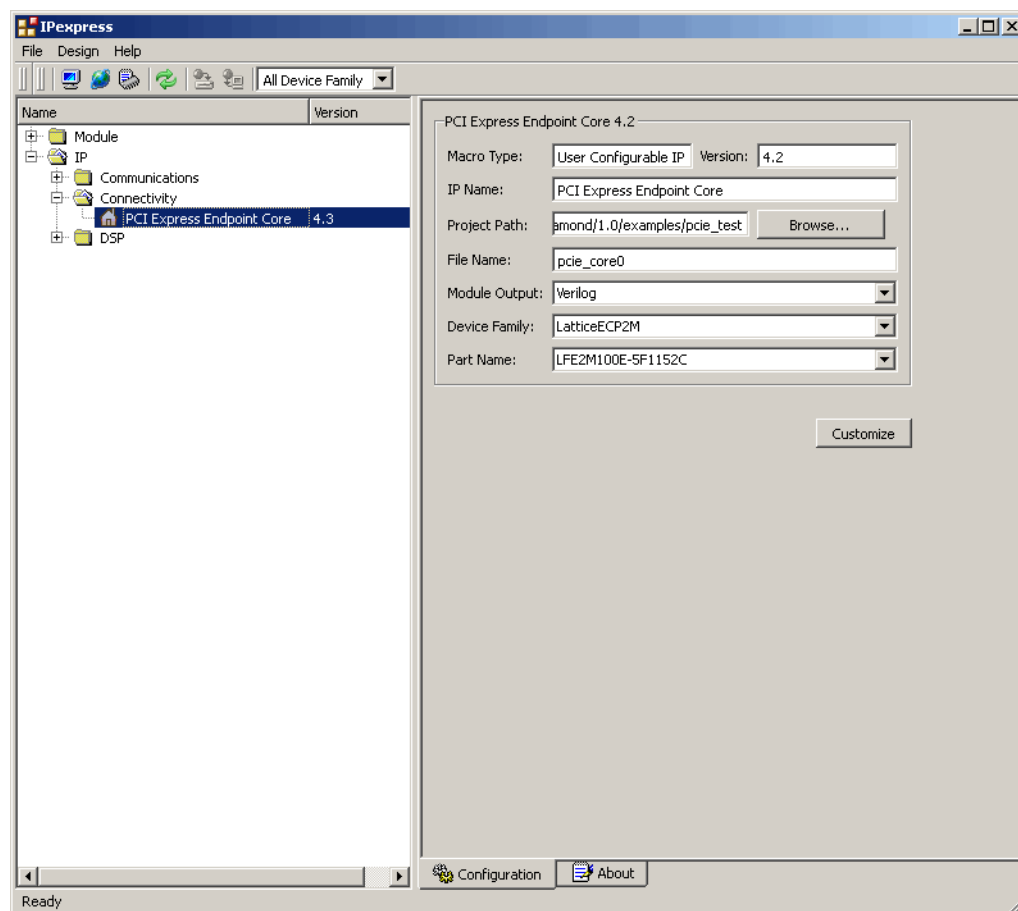 IPexpress
File Design Help
All Device Family
Name Version
Module
IP
Communications
Connectivity
PCI Express Endpoint Core 4.3
DSP
PCI Express Endpoint Core 4.2
Macro Type: User Configurable IP Version: 4.2
IP Name: PCI Express Endpoint Core
Project Path: amond/1.0/examples/pcie_test Browse...
File Name: pcie_core0
Module Output: Verilog
Device Family: LatticeECP2M
Part Name: LFE2M100E-5F1152C
Customize
Configuration About
Ready